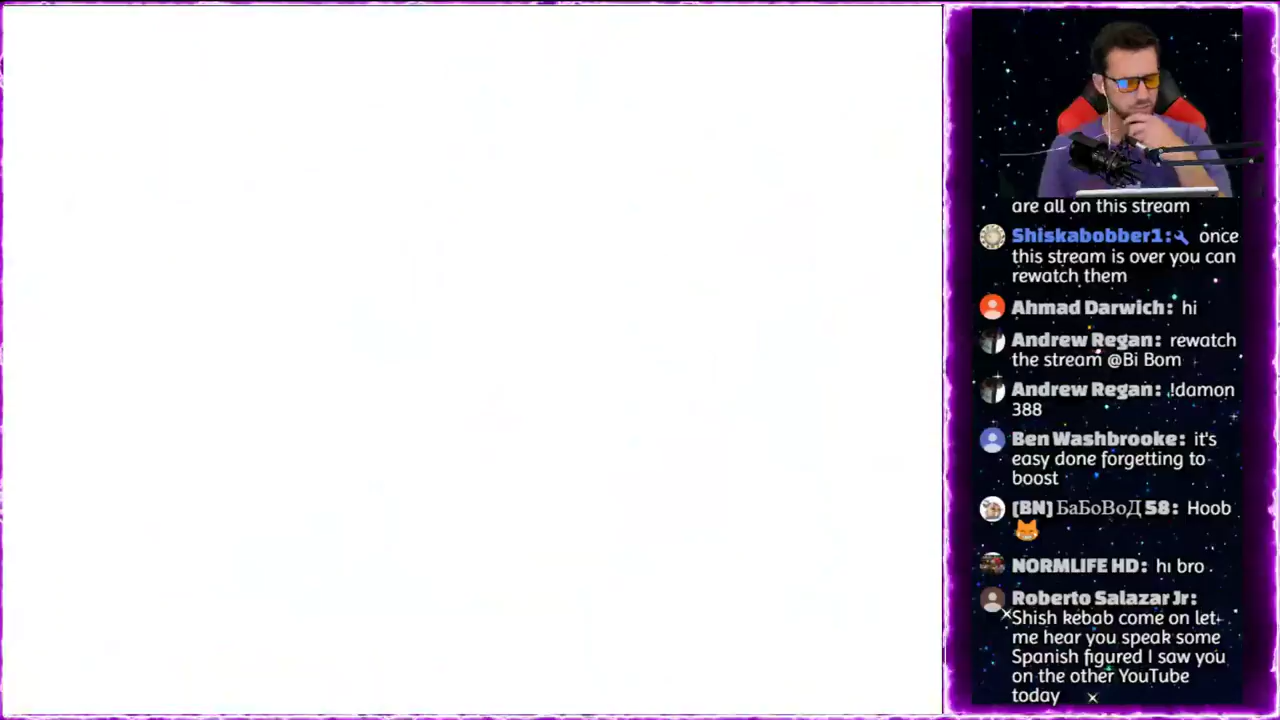 are all on this stream
Shiskabobber1: once
this stream is over you can
rewatch them
Ahmad Darwich: hi
Andrew Regan: rewatch
the stream @Bi Bom
Andrew Regan: !damon
388
Ben Washbrooke: it's
easy done forgetting to
boost
[BN] БаБоВоД 58: Hoob
NORMLIFE HD: hi bro
Roberto Salazar Jr:
Shish kebab come on let
me hear you speak some
Spanish figured I saw you
on the other YouTube
today